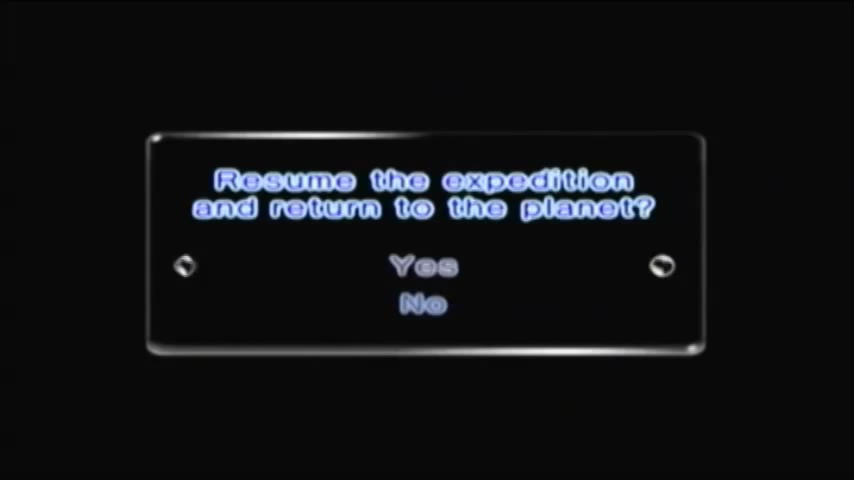 Resume the expedition
and return to the planet?
Yes
No